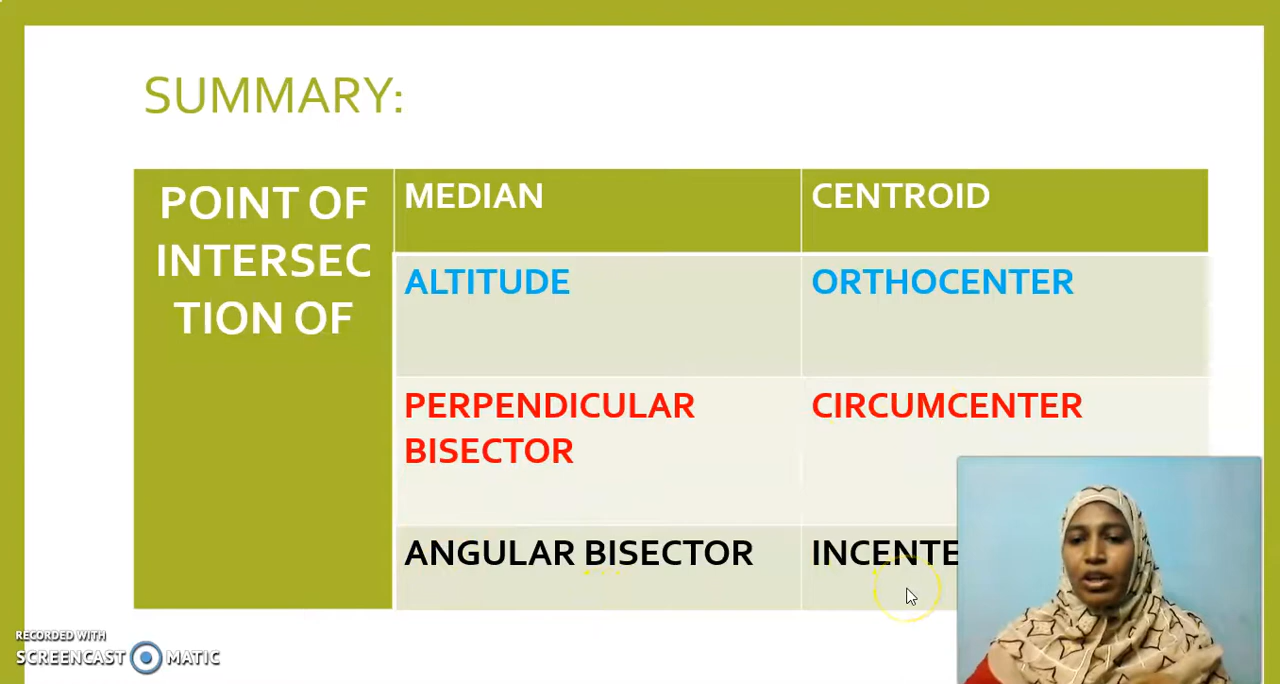 SUMMARY:
POINT OF
INTERSEC
TION OF
MEDIAN
CENTROID
ALTITUDE
ORTHOCENTER
PERPENDICULAR
BISECTOR
CIRCUMCENTER
ANGULAR BISECTOR
INCENTE
RECORDED WITH
SCREENCAST MATIC